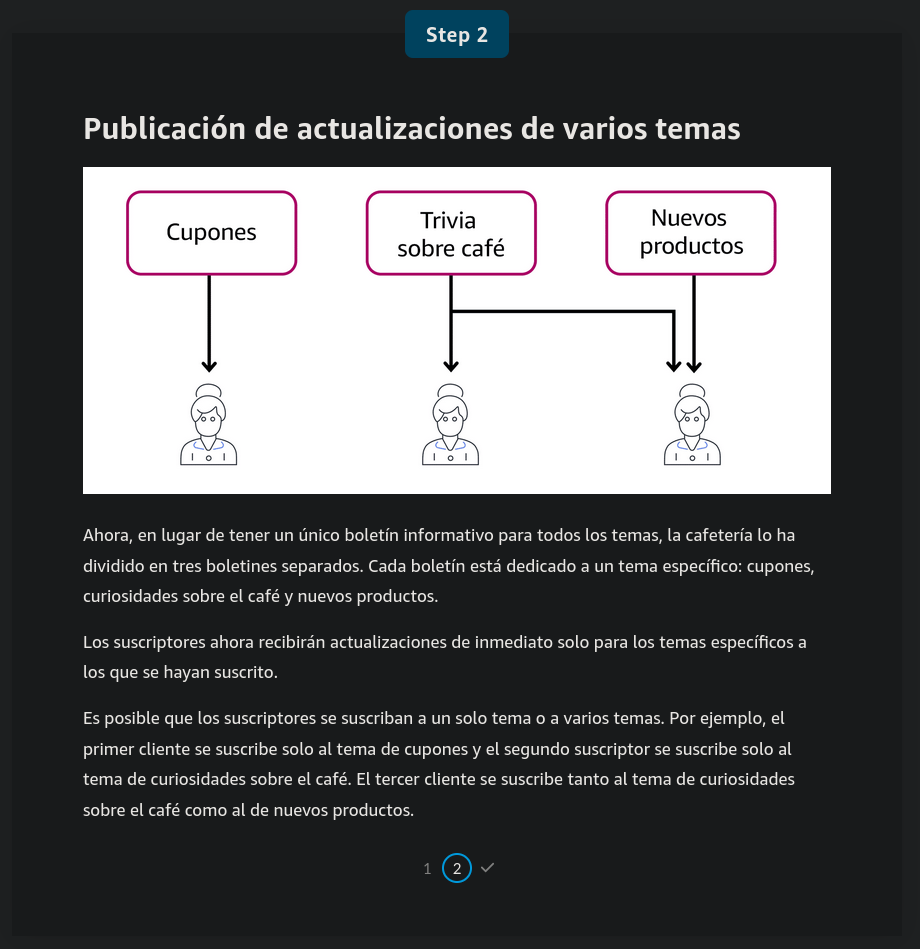 Step 2
Publicación de actualizaciones de varios temas
Cupones
Trivia
sobre café
Nuevos
productos
Ahora, en lugar de tener un único boletín informativo para todos los temas, la cafetería lo ha
dividido en tres boletines separados. Cada boletín está dedicado a un tema específico: cupones,
curiosidades sobre el café y nuevos productos.
Los suscriptores ahora recibirán actualizaciones de inmediato solo para los temas específicos a
los que se hayan suscrito.
Es posible que los suscriptores se suscriban a un solo tema o a varios temas. Por ejemplo, el
primer cliente se suscribe solo al tema de cupones y el segundo suscriptor se suscribe solo al
tema de curiosidades sobre el café. El tercer cliente se suscribe tanto al tema de curiosidades
sobre el café como al de nuevos productos.
1 2